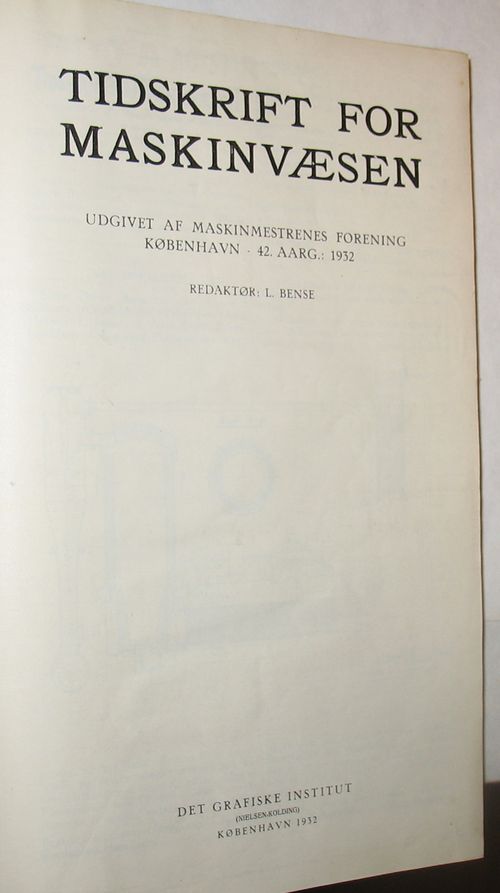 TIDSKRIFT FOR
MASKINVÆSEN
UDGIVET AF MASKINMESTRENES FORENING
KØBENHAVN · 42. AARG.: 1932
REDAKTØR: L. BENSE
DET GRAFISKE INSTITUT
(NIELSEN-KOLDING)
KØBENHAVN 1932